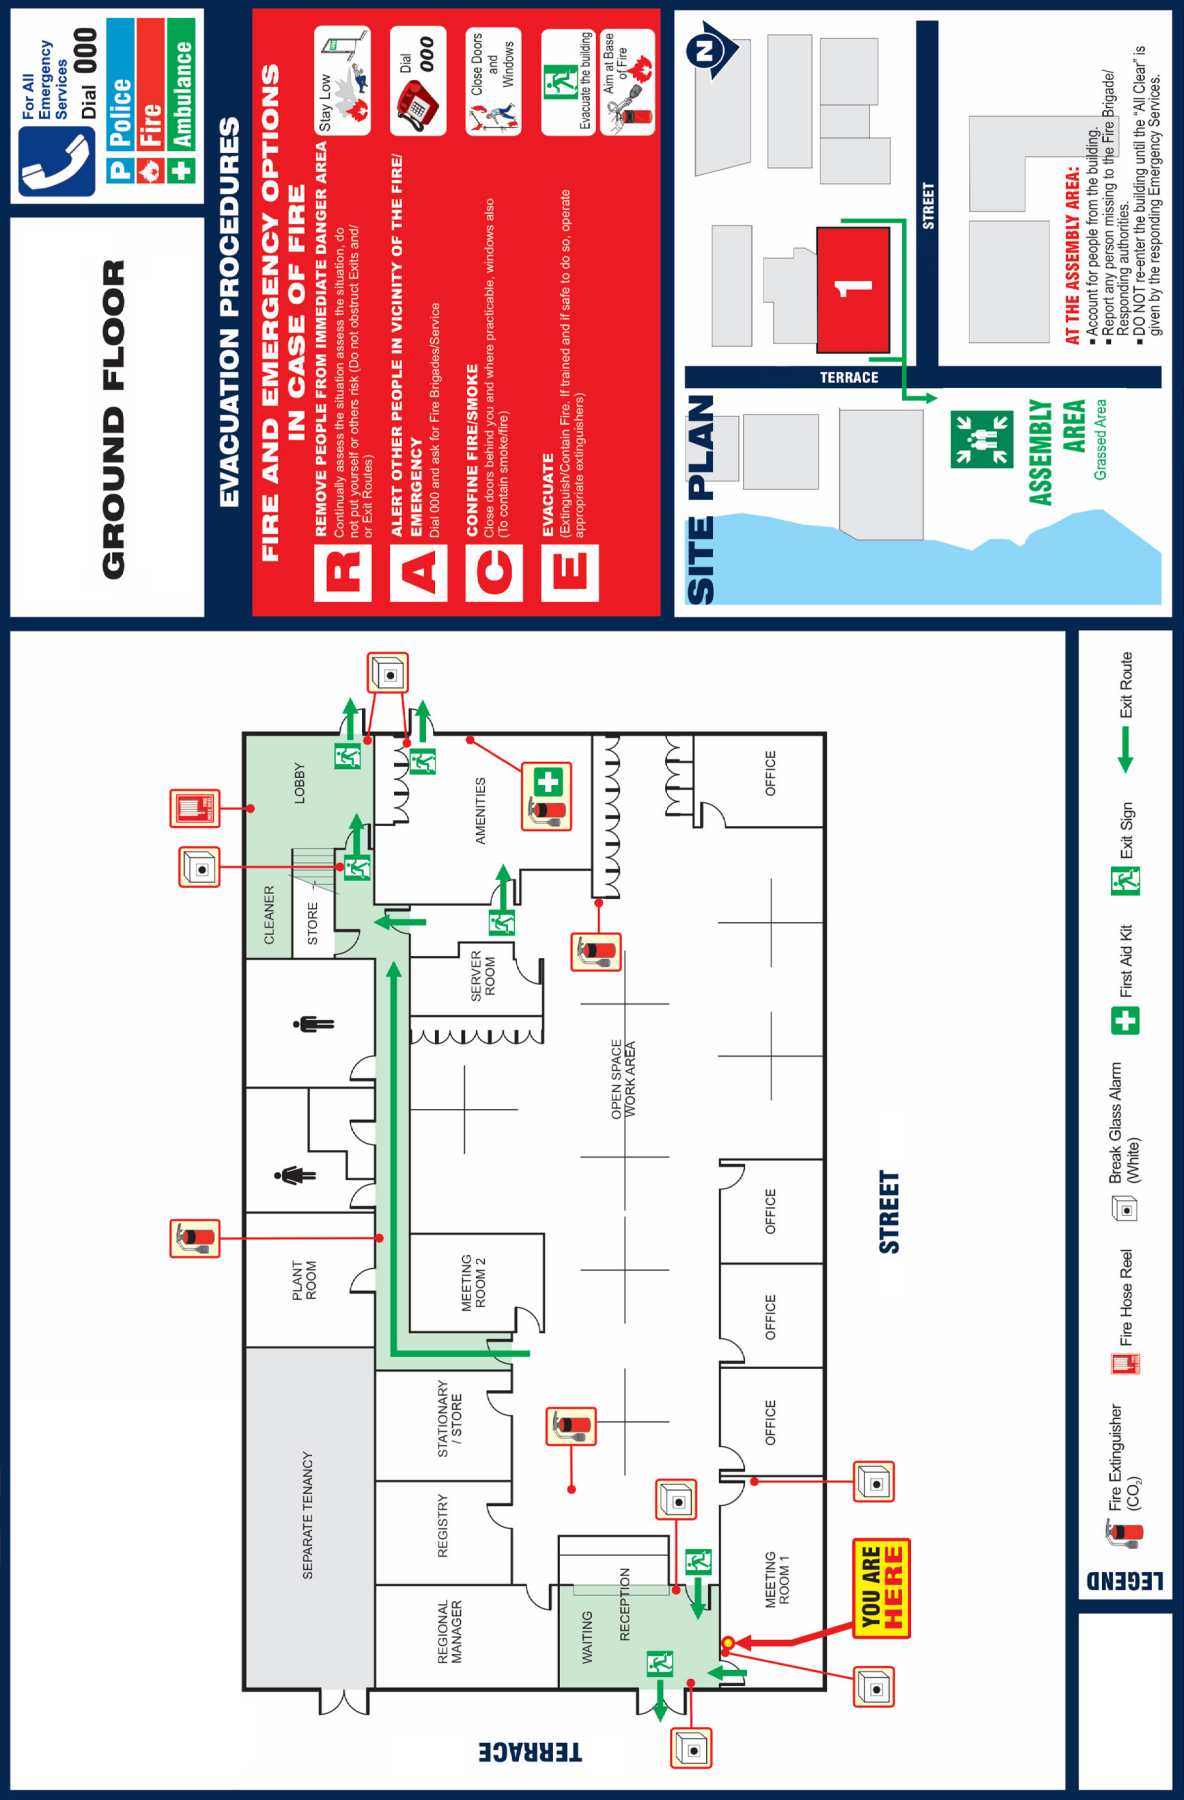 GROUND FLOOR
For All
Emergency
Services
Dial 000
P Police
Fire
Ambulance
EVACUATION PROCEDURES
FIRE AND EMERGENCY OPTIONS
IN CASE OF FIRE
R
REMOVE PEOPLE FROM IMMEDIATE DANGER AREA
Continually assess the situation assess the situation, do
not put yourself or others risk (Do not obstruct Exits and/
or Exit Routes)
Stay Low
A
ALERT OTHER PEOPLE IN VICINITY OF THE FIRE/
EMERGENCY
Dial 000 and ask for Fire Brigades/Service
Dial
000
C
CONFINE FIRE/SMOKE
Close doors behind you and where practicable, windows also
(To contain smoke/fire)
Close Doors
and
Windows
E
EVACUATE
(Extinguish/Contain Fire. If trained and if safe to do so, operate
appropriate extinguishers)
Evacuate the building
Aim at Base
of Fire
SITE PLAN
N
1
TERRACE
STREET
ASSEMBLY
AREA
Grassed Area
AT THE ASSEMBLY AREA:
▪ Account for people from the building.
▪ Report any person missing to the Fire Brigade/
Responding authorities.
▪ DO NOT re-enter the building until the "All Clear" is
given by the responding Emergency Services.
SEPARATE TENANCY
PLANT
ROOM
CLEANER
STORE
LOBBY
REGIONAL
MANAGER
REGISTRY
STATIONARY
/ STORE
MEETING
ROOM 2
SERVER
ROOM
AMENITIES
WAITING
RECEPTION
OPEN SPACE
WORK AREA
MEETING
ROOM 1
OFFICE
OFFICE
OFFICE
OFFICE
YOU ARE
HERE
TERRACE
STREET
LEGEND
Fire Extinguisher
(CO₂)
Fire Hose Reel
Break Glass Alarm
(White)
First Aid Kit
Exit Sign
Exit Route